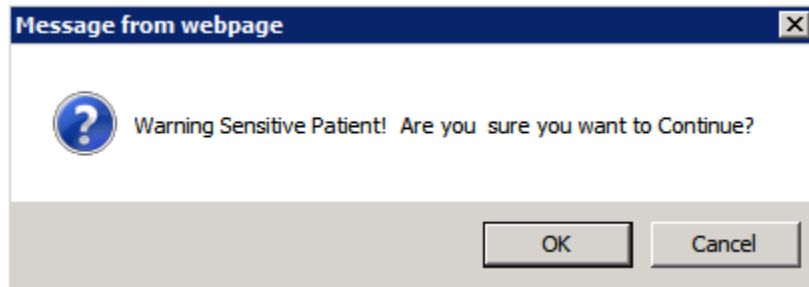 Message from webpage
Warning Sensitive Patient!  Are you  sure you want to Continue?
OK
Cancel